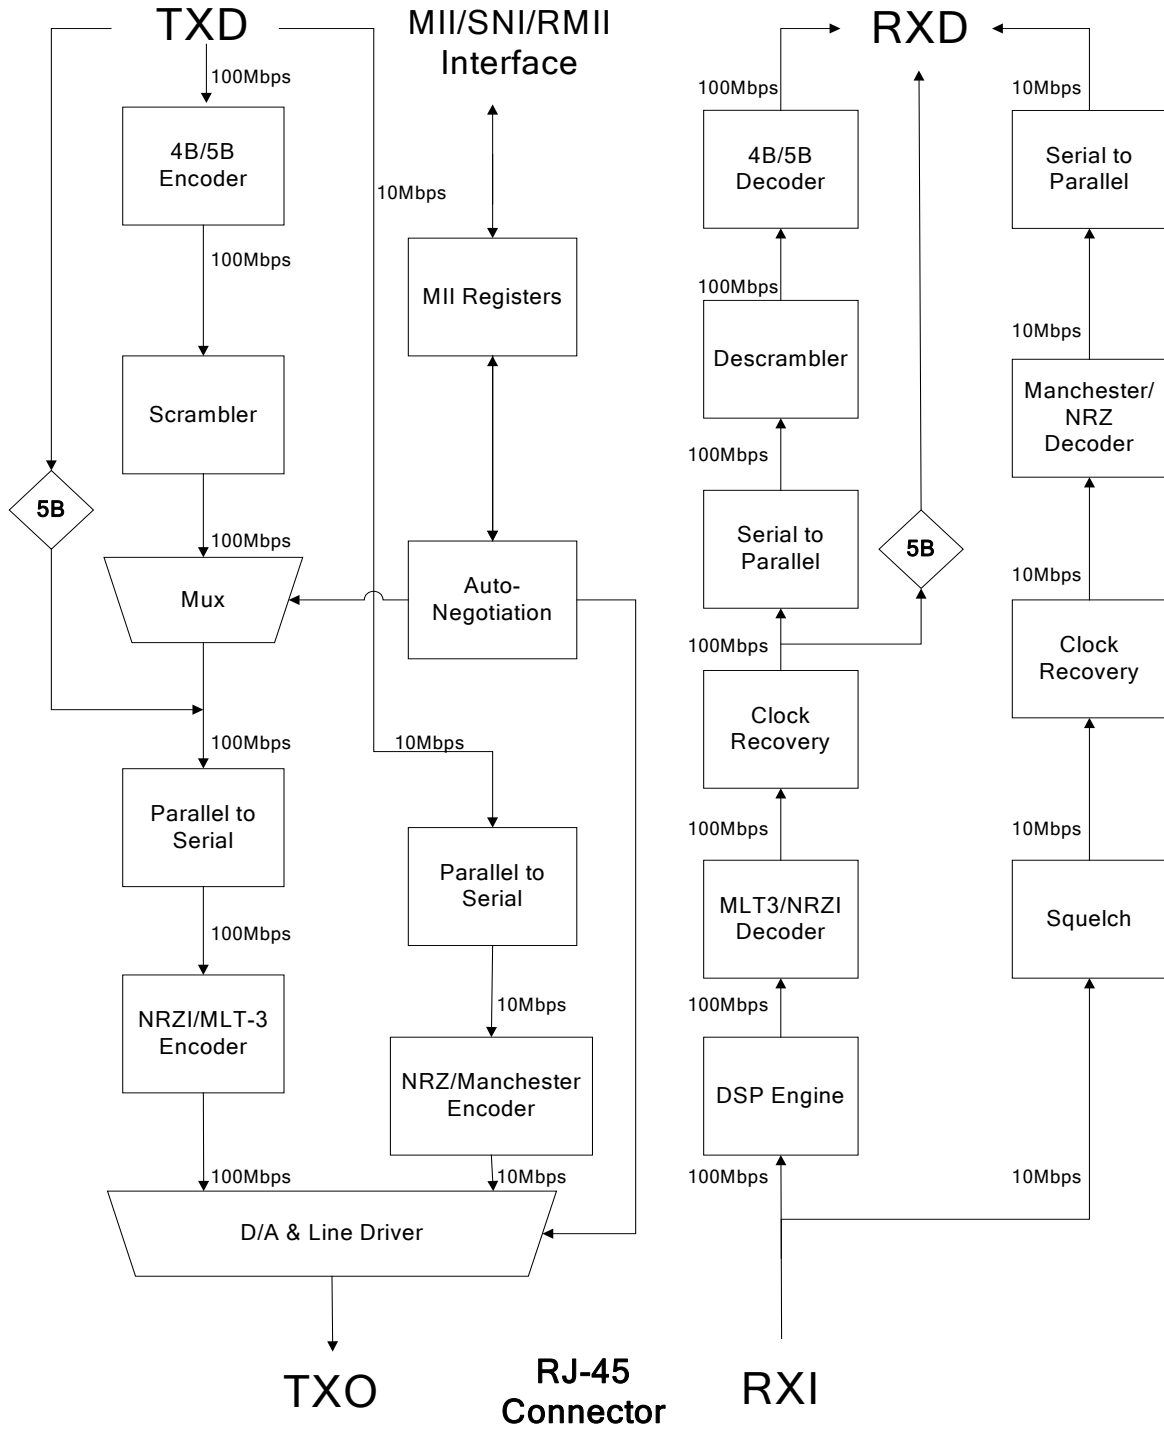 TXD
MII/SNI/RMII
Interface
RXD
100Mbps
10Mbps
4B/5B
Encoder
100Mbps
Scrambler
5B
100Mbps
Mux
100Mbps
Parallel to
Serial
100Mbps
NRZI/MLT-3
Encoder
100Mbps
MII Registers
Auto-
Negotiation
10Mbps
Parallel to
Serial
10Mbps
NRZ/Manchester
Encoder
10Mbps
D/A & Line Driver
TXO
RJ-45
Connector
100Mbps
4B/5B
Decoder
100Mbps
Descrambler
100Mbps
Serial to
Parallel
5B
100Mbps
Clock
Recovery
100Mbps
MLT3/NRZI
Decoder
100Mbps
DSP Engine
100Mbps
RXI
10Mbps
Serial to
Parallel
10Mbps
Manchester/
NRZ
Decoder
10Mbps
Clock
Recovery
10Mbps
Squelch
10Mbps